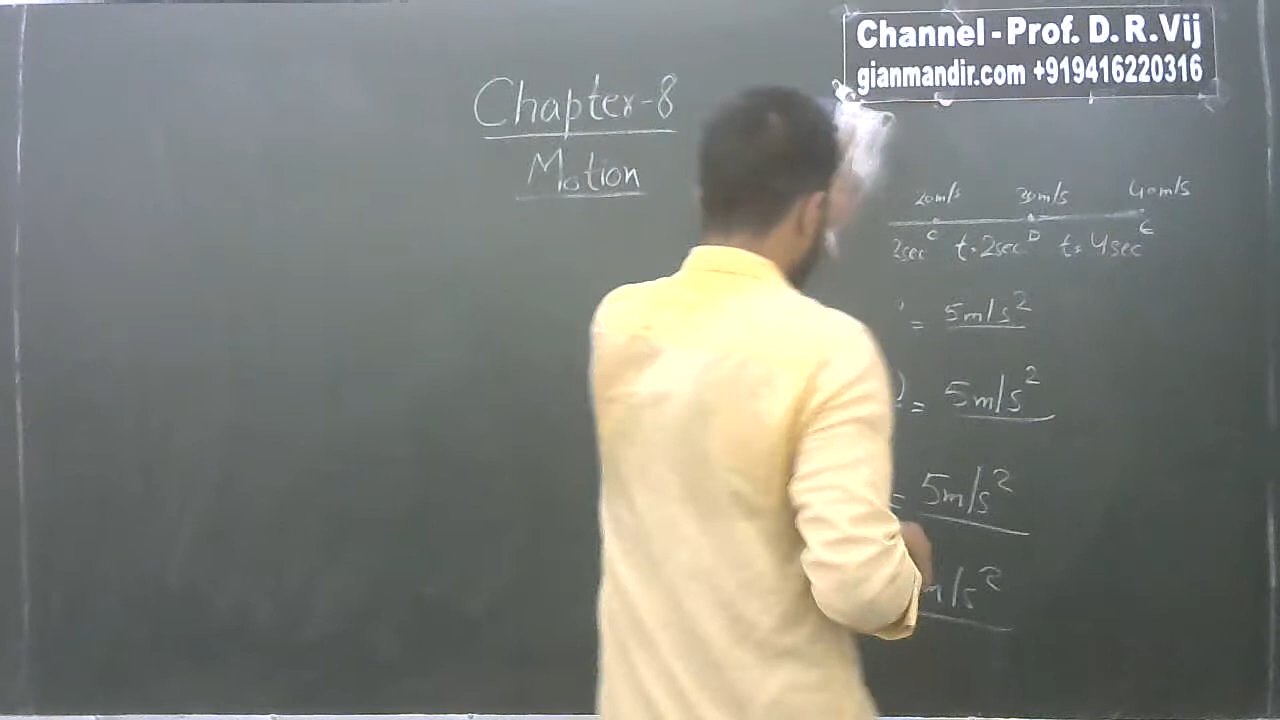 Channel - Prof. D. R. Vij
gianmandir.com +919416220316
Chapter-8
Motion
20m/s 30m/s 40m/s
C D E
2sec t=2sec t=4sec
= 5m/s²
= 5m/s²
= 5m/s²
m/s²